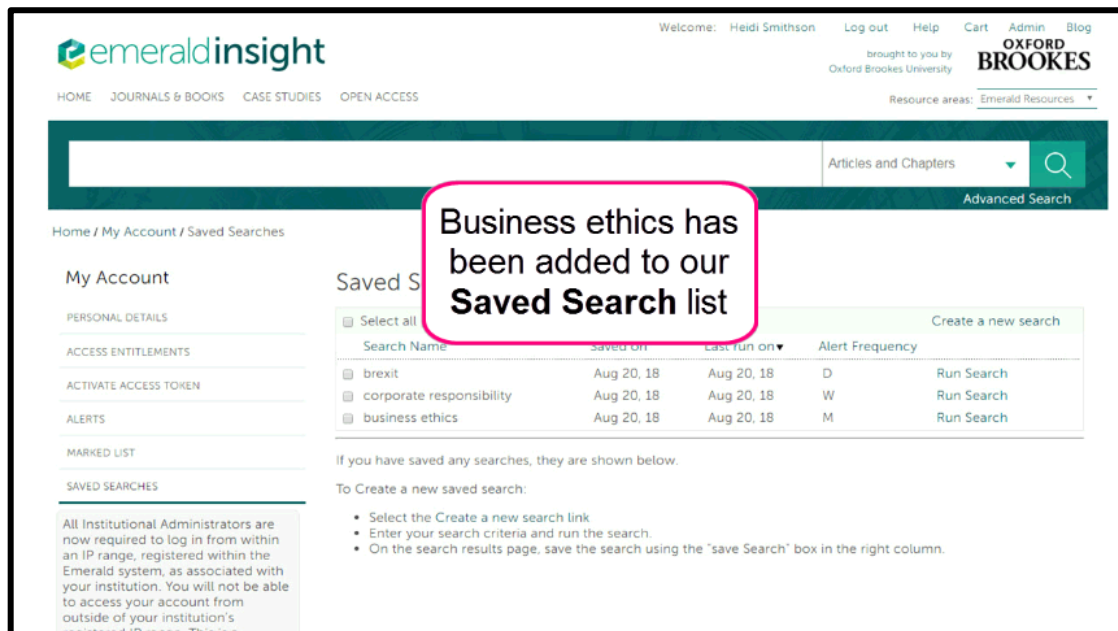 Welcome: Heidi Smithson Log out Help Cart Admin Blog
emeraldinsight
brought to you by
Oxford Brookes University
OXFORD
BROOKES
HOME JOURNALS & BOOKS CASE STUDIES OPEN ACCESS
Resource areas: Emerald Resources
Articles and Chapters
Advanced Search
Business ethics has
been added to our
Saved Search list
Home / My Account / Saved Searches
My Account
PERSONAL DETAILS
ACCESS ENTITLEMENTS
ACTIVATE ACCESS TOKEN
ALERTS
MARKED LIST
SAVED SEARCHES
All Institutional Administrators are
now required to log in from within
an IP range, registered within the
Emerald system, as associated with
your institution. You will not be able
to access your account from
outside of your institution's
Saved S
Select all
Create a new search
Search Name Saved on Last run on Alert Frequency
brexit Aug 20, 18 Aug 20, 18 D Run Search
corporate responsibility Aug 20, 18 Aug 20, 18 W Run Search
business ethics Aug 20, 18 Aug 20, 18 M Run Search
If you have saved any searches, they are shown below.
To Create a new saved search:
• Select the Create a new search link
• Enter your search criteria and run the search.
• On the search results page, save the search using the "save Search" box in the right column.